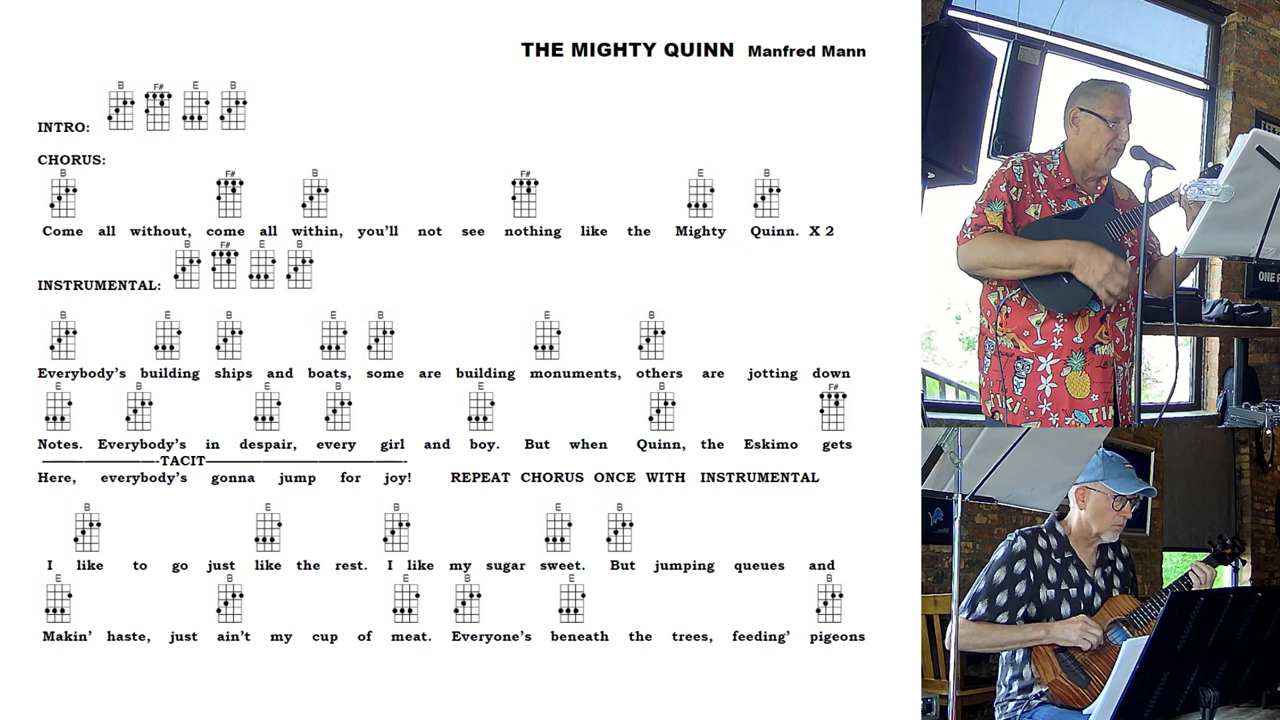 THE MIGHTY QUINN Manfred Mann
B F# E B
INTRO:
CHORUS:
B F# B F# E B
Come all without, come all within, you'll not see nothing like the Mighty Quinn. X 2
B F# E B
INSTRUMENTAL:
B E B E B E B
Everybody's building ships and boats, some are building monuments, others are jotting down
E B E B E B F#
Notes. Everybody's in despair, every girl and boy. But when Quinn, the Eskimo gets
————————-TACIT————————————————-
Here, everybody's gonna jump for joy! REPEAT CHORUS ONCE WITH INSTRUMENTAL
B E B E B
I like to go just like the rest. I like my sugar sweet. But jumping queues and
E B E B E B
Makin' haste, just ain't my cup of meat. Everyone's beneath the trees, feeding' pigeons
ONE